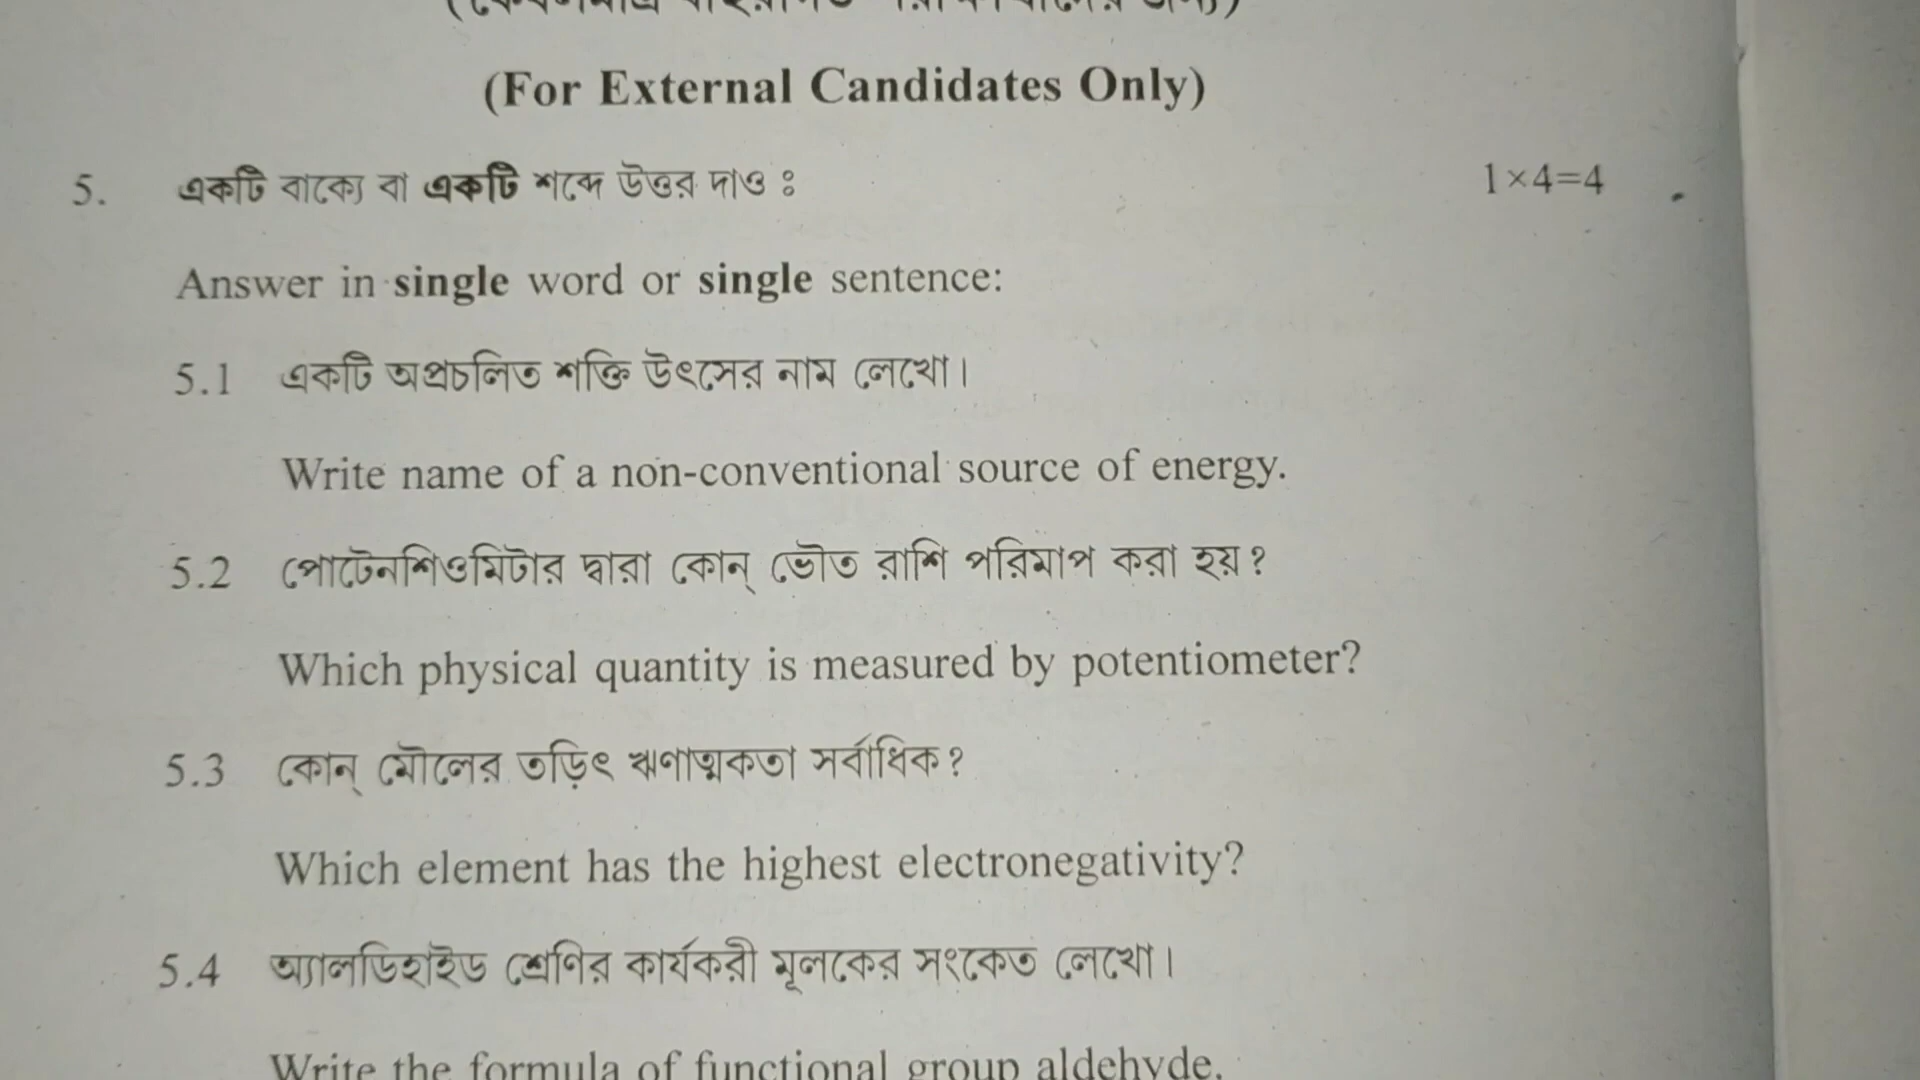 (For External Candidates Only)
5. একটি বাক্যে বা একটি শব্দে উত্তর দাও ঃ 1×4=4
Answer in single word or single sentence:
5.1 একটি অপ্রচলিত শক্তি উৎসের নাম লেখো।
Write name of a non-conventional source of energy.
5.2 পোটেনশিওমিটার দ্বারা কোন্ ভৌত রাশি পরিমাপ করা হয়?
Which physical quantity is measured by potentiometer?
5.3 কোন্ মৌলের তড়িৎ ঋণাত্মকতা সর্বাধিক?
Which element has the highest electronegativity?
5.4 অ্যালডিহাইড শ্রেণির কার্যকরী মূলকের সংকেত লেখো।
Write the formula of functional group aldehyde.